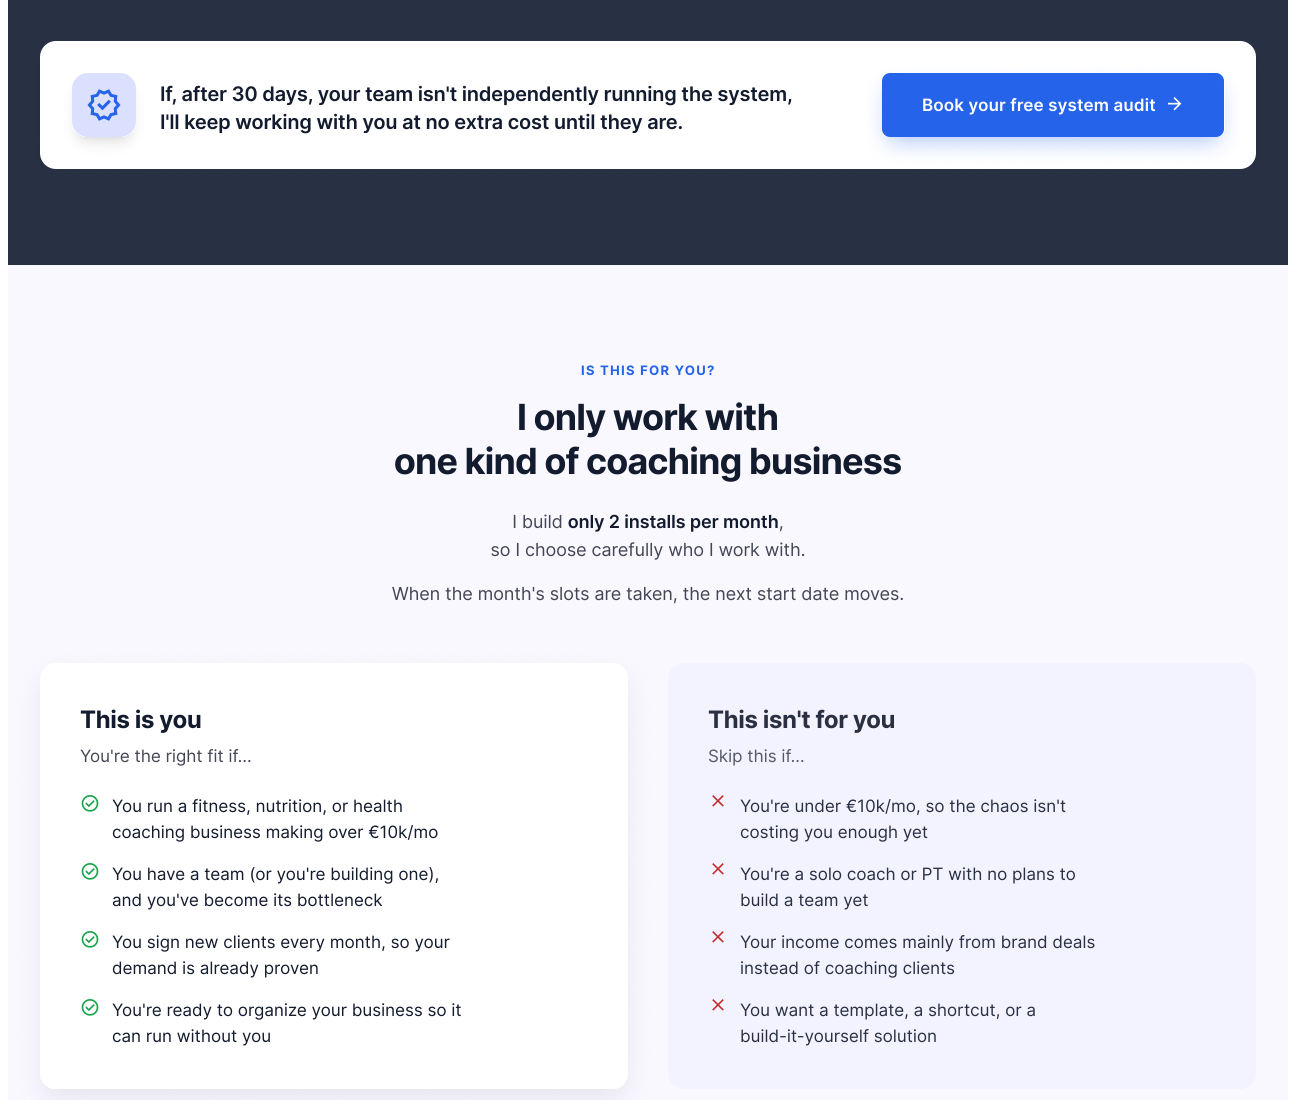 If, after 30 days, your team isn't independently running the system,
I'll keep working with you at no extra cost until they are.
Book your free system audit →
IS THIS FOR YOU?
I only work with
one kind of coaching business
I build only 2 installs per month,
so I choose carefully who I work with.
When the month's slots are taken, the next start date moves.
This is you
You're the right fit if...
You run a fitness, nutrition, or health
coaching business making over €10k/mo
You have a team (or you're building one),
and you've become its bottleneck
You sign new clients every month, so your
demand is already proven
You're ready to organize your business so it
can run without you
This isn't for you
Skip this if...
You're under €10k/mo, so the chaos isn't
costing you enough yet
You're a solo coach or PT with no plans to
build a team yet
Your income comes mainly from brand deals
instead of coaching clients
You want a template, a shortcut, or a
build-it-yourself solution